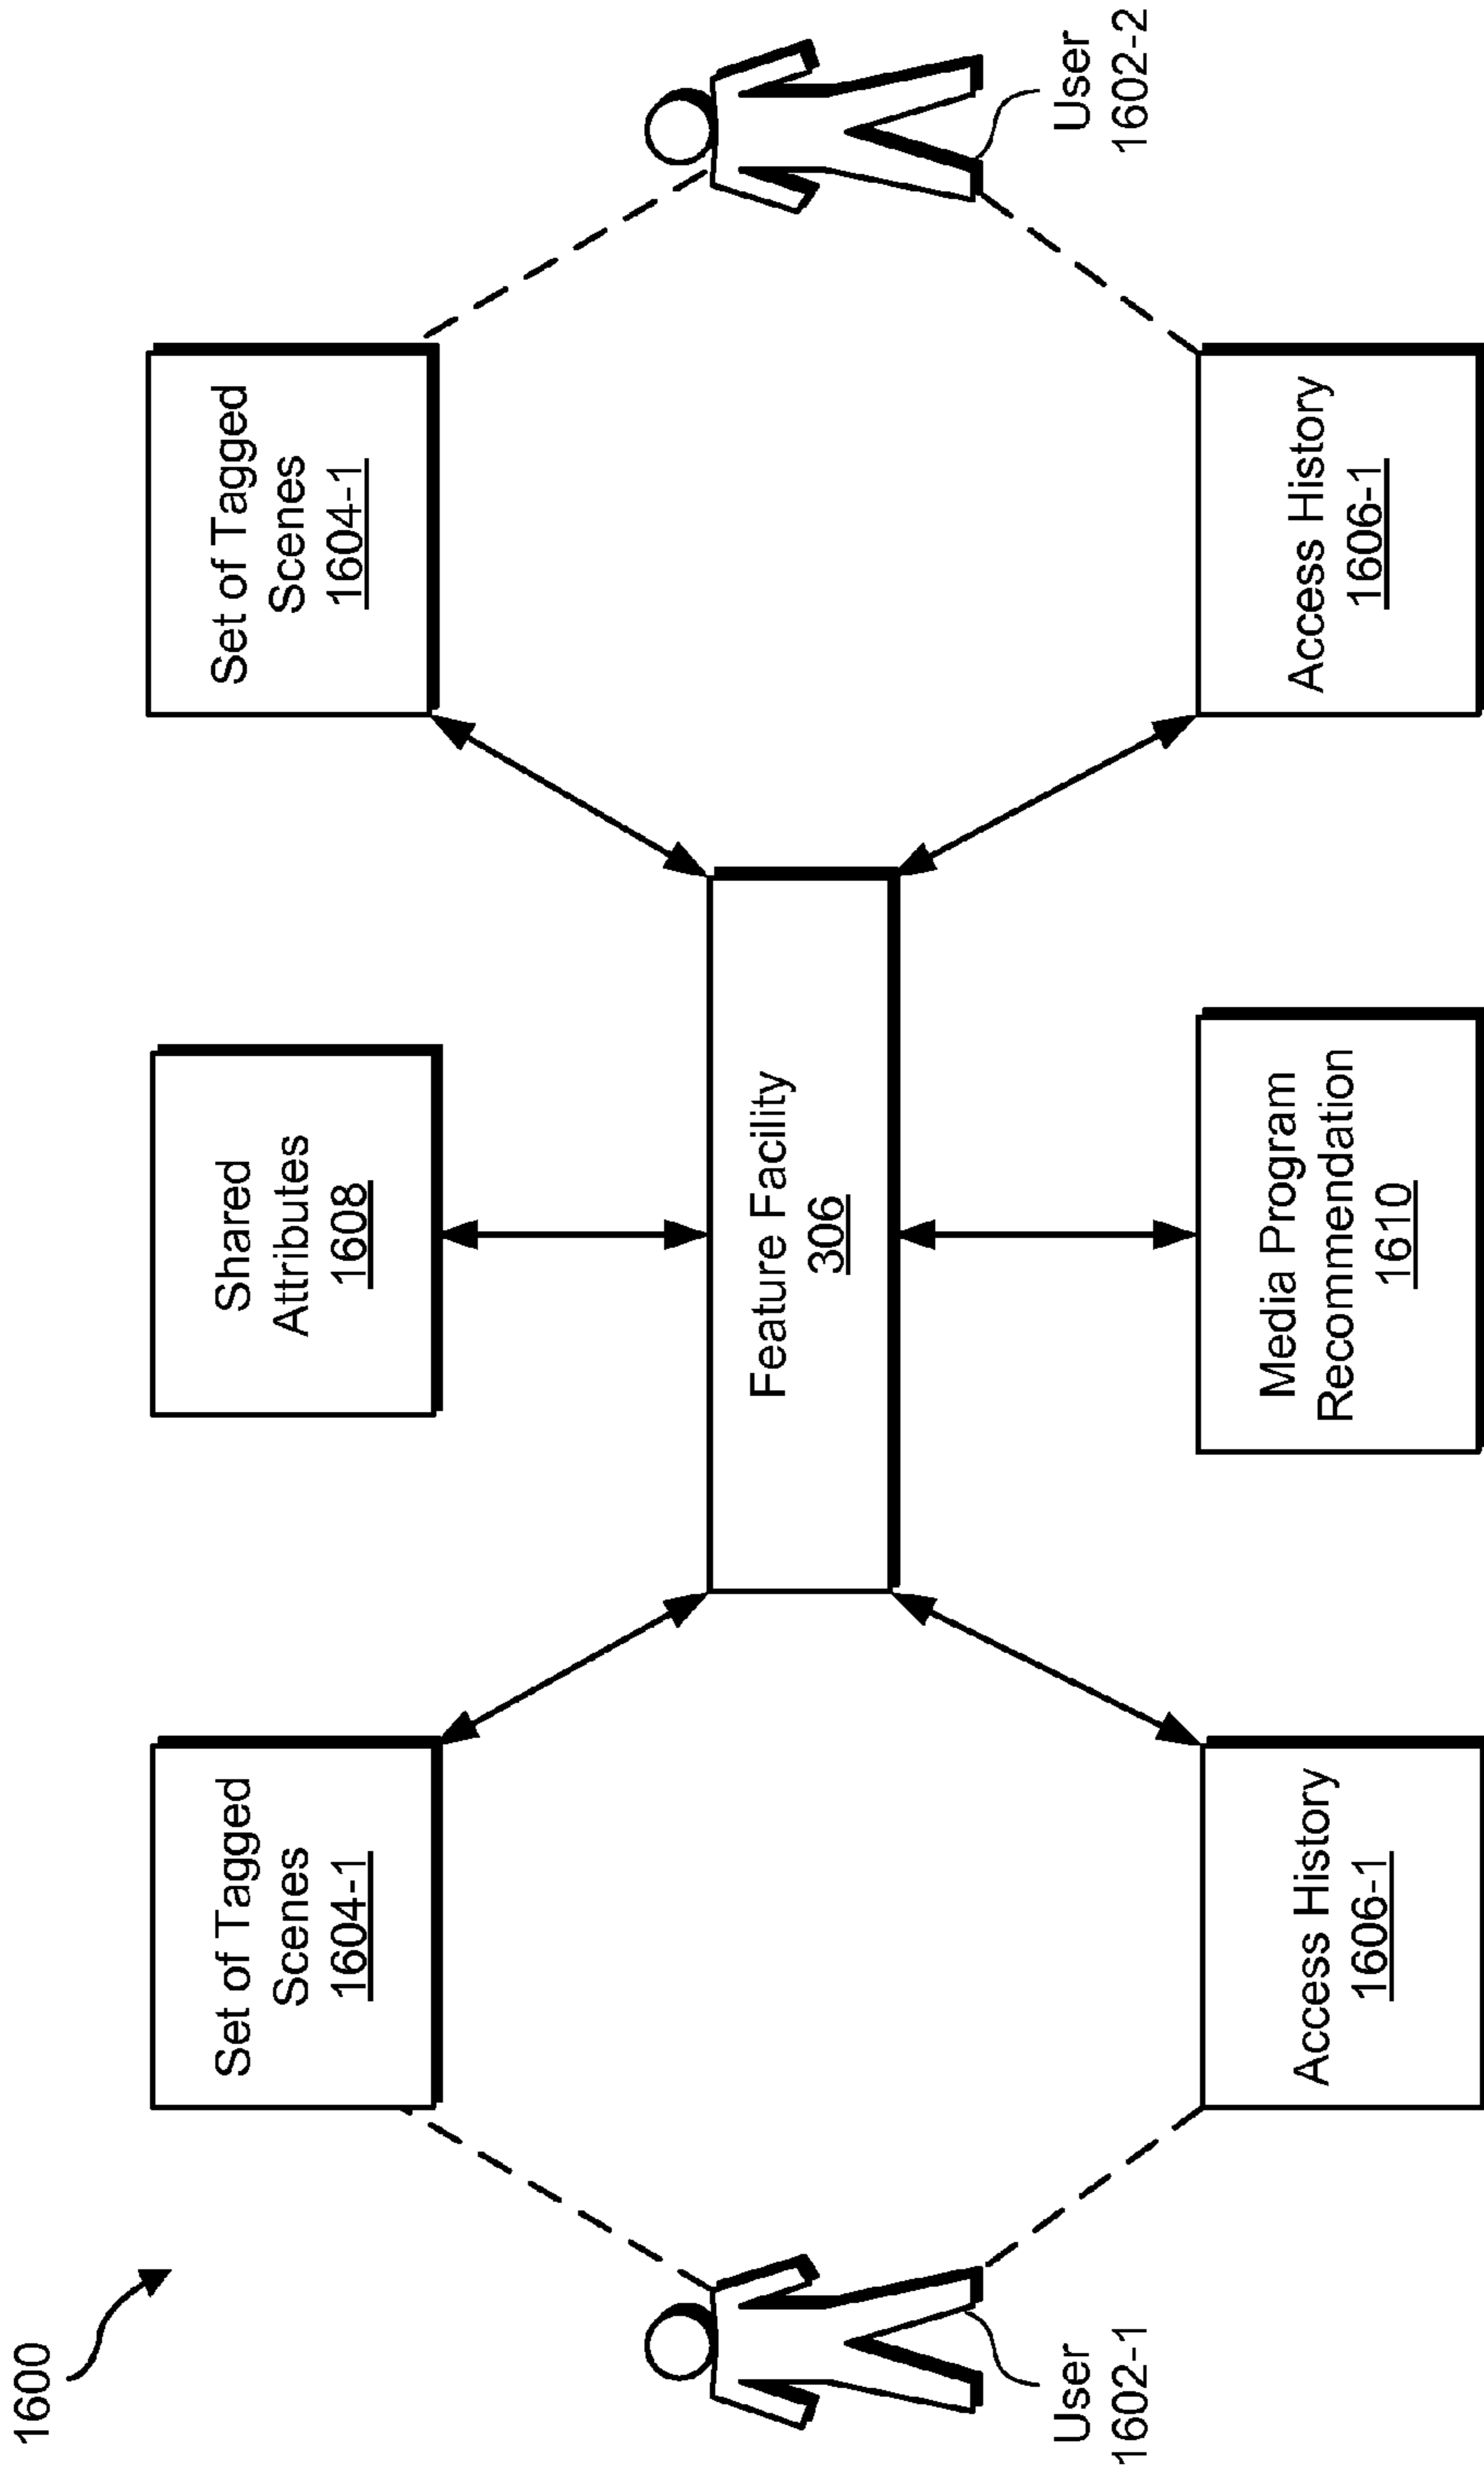 1600
Set of Tagged
Scenes
1604-1
Shared
Attributes
1608
Set of Tagged
Scenes
1604-1
User
1602-1
Feature Facility
306
User
1602-2
Access History
1606-1
Media Program
Recommendation
1610
Access History
1606-1